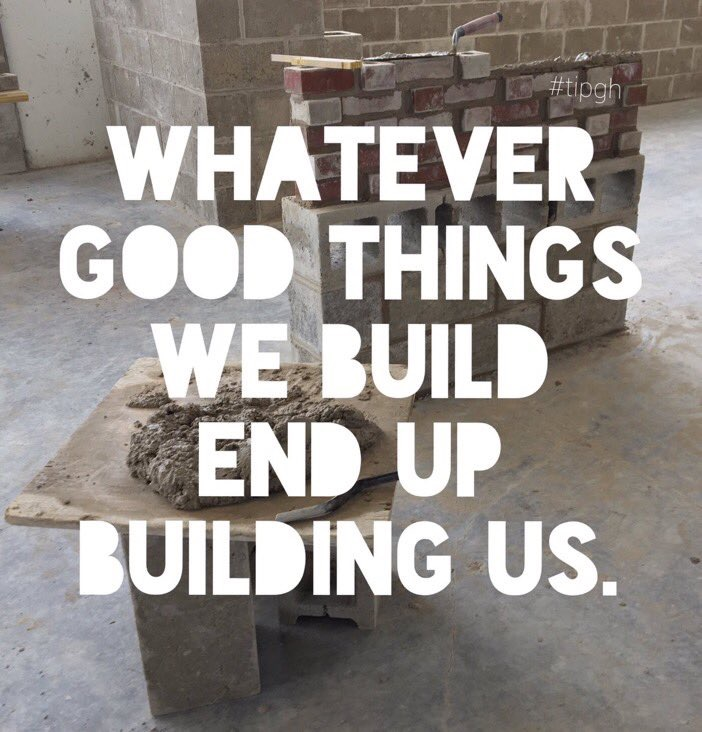 #tipgh
WHATEVER
GOOD THINGS
WE BUILD
END UP
BUILDING US.